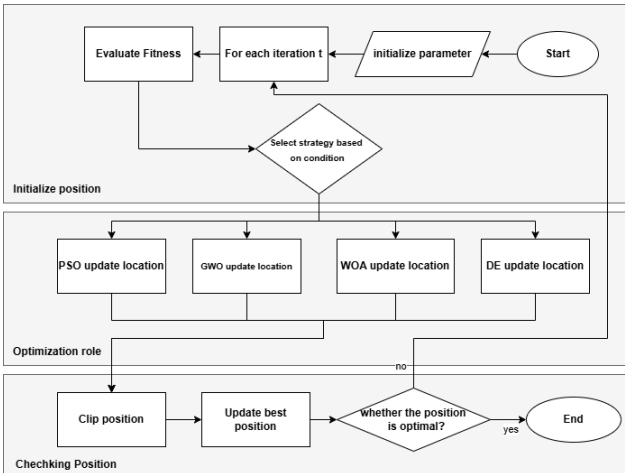 Evaluate Fitness
For each iteration t
initialize parameter
Start
Select strategy based
on condition
Initialize position
PSO update location
GWO update location
WOA update location
DE update location
Optimization role
no
Clip position
Update best
position
whether the position
is optimal?
yes
End
Chechking Position